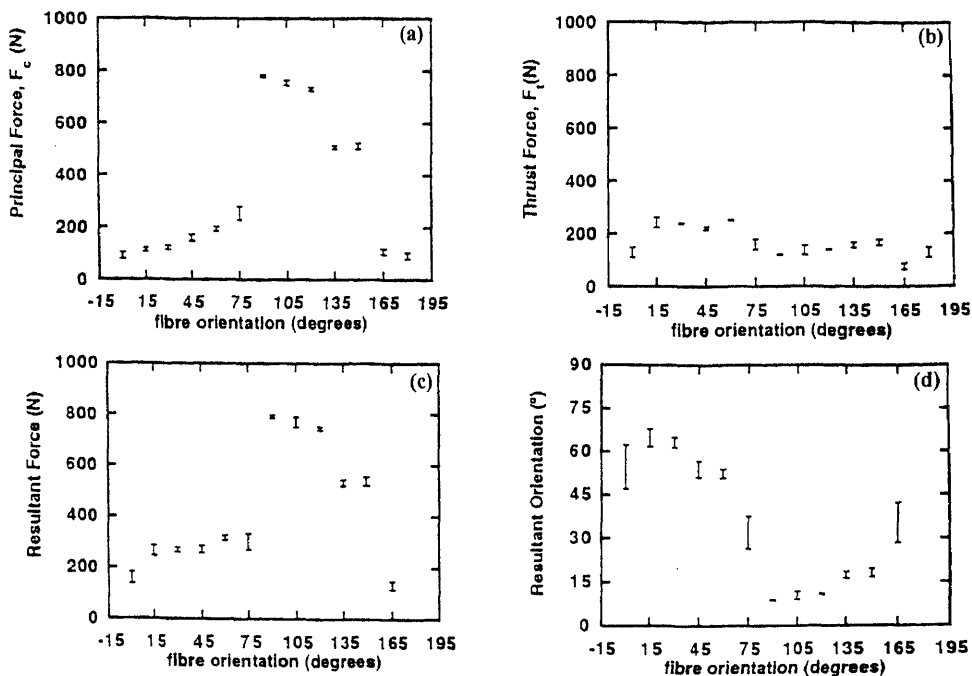 (a)
Principal Force, F_c (N)
1000
800
600
400
200
0
-15 15 45 75 105 135 165 195
fibre orientation (degrees)
(b)
Thrust Force, F_t(N)
1000
800
600
400
200
0
-15 15 45 75 105 135 165 195
fibre orientation (degrees)
(c)
Resultant Force (N)
1000
800
600
400
200
0
-15 15 45 75 105 135 165 195
fibre orientation (degrees)
(d)
Resultant Orientation (º)
90
75
60
45
30
15
0
-15 15 45 75 105 135 165 195
fibre orientation (degrees)